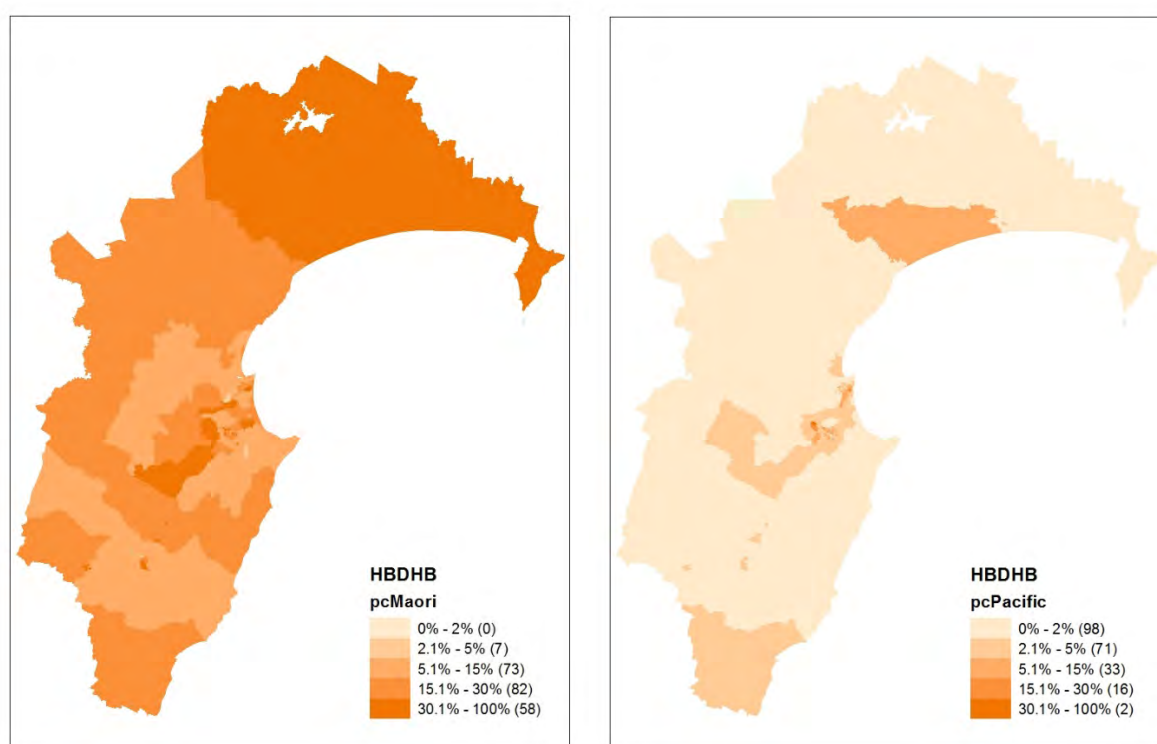 HBDHB
pcMaori
0% - 2% (0)
2.1% - 5% (7)
5.1% - 15% (73)
15.1% - 30% (82)
30.1% - 100% (58)
HBDHB
pcPacific
0% - 2% (98)
2.1% - 5% (71)
5.1% - 15% (33)
15.1% - 30% (16)
30.1% - 100% (2)